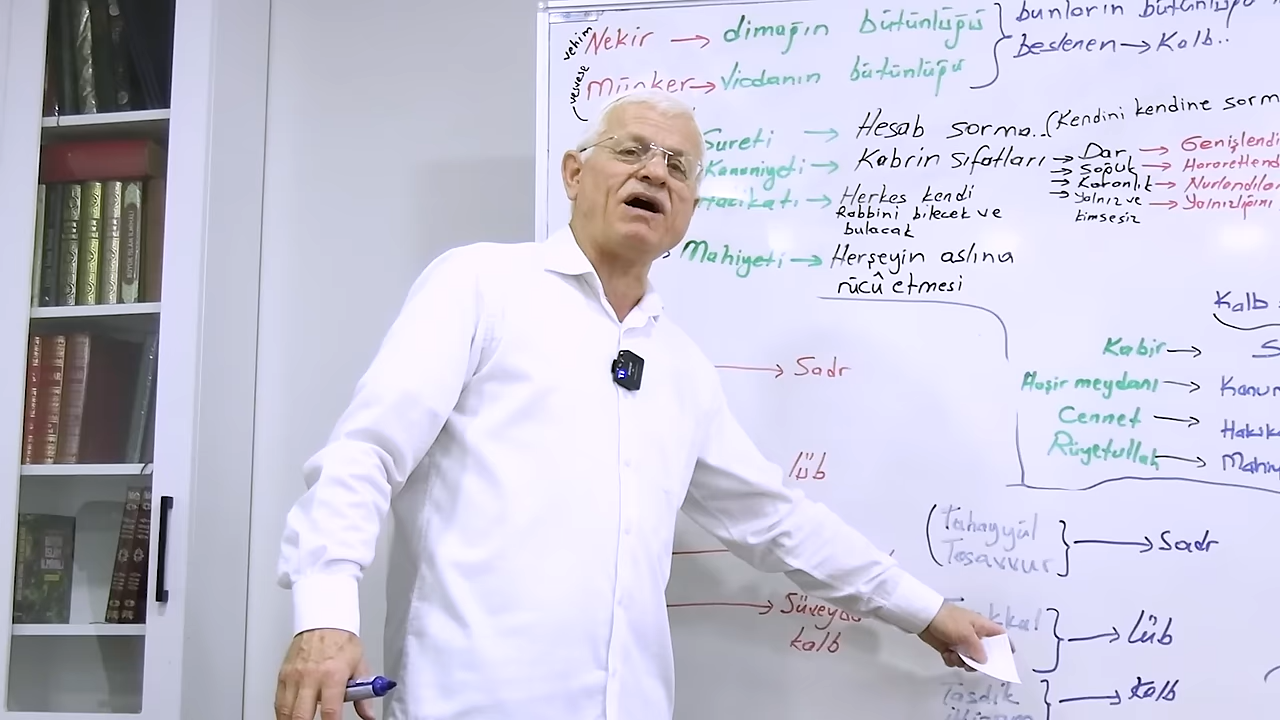 vehim
Nekir → dimağın bütünlüğü
bunların bütünlüğü
beslenen → Kalb..
vesvese
Münker → Vicdanın bütünlüğü
Sureti → Hesab sorma.. (Kendini kendine sorm
Kanuniyeti → Kabrin sıfatları → Dar → Genişlendi
→ Soğuk → Hararetlend
→ Karanlık → Nurlandıla
→ Yalnız ve kimsesiz → Yalnızlığını
→ Herkes kendi
Rabbini bilecek ve
bulacak
Mahiyeti → Herşeyin aslına
rücû etmesi
→ Sadr
lüb
→ Süveyda
kalb
Kalb
Kabir →
Haşir meydanı → Kanun
Cennet → Hakika
Rüyetullah → Mahiy
(Tahayyül
Tasavvur } → Sadr
} → lüb
Tasdik
} → Kalb